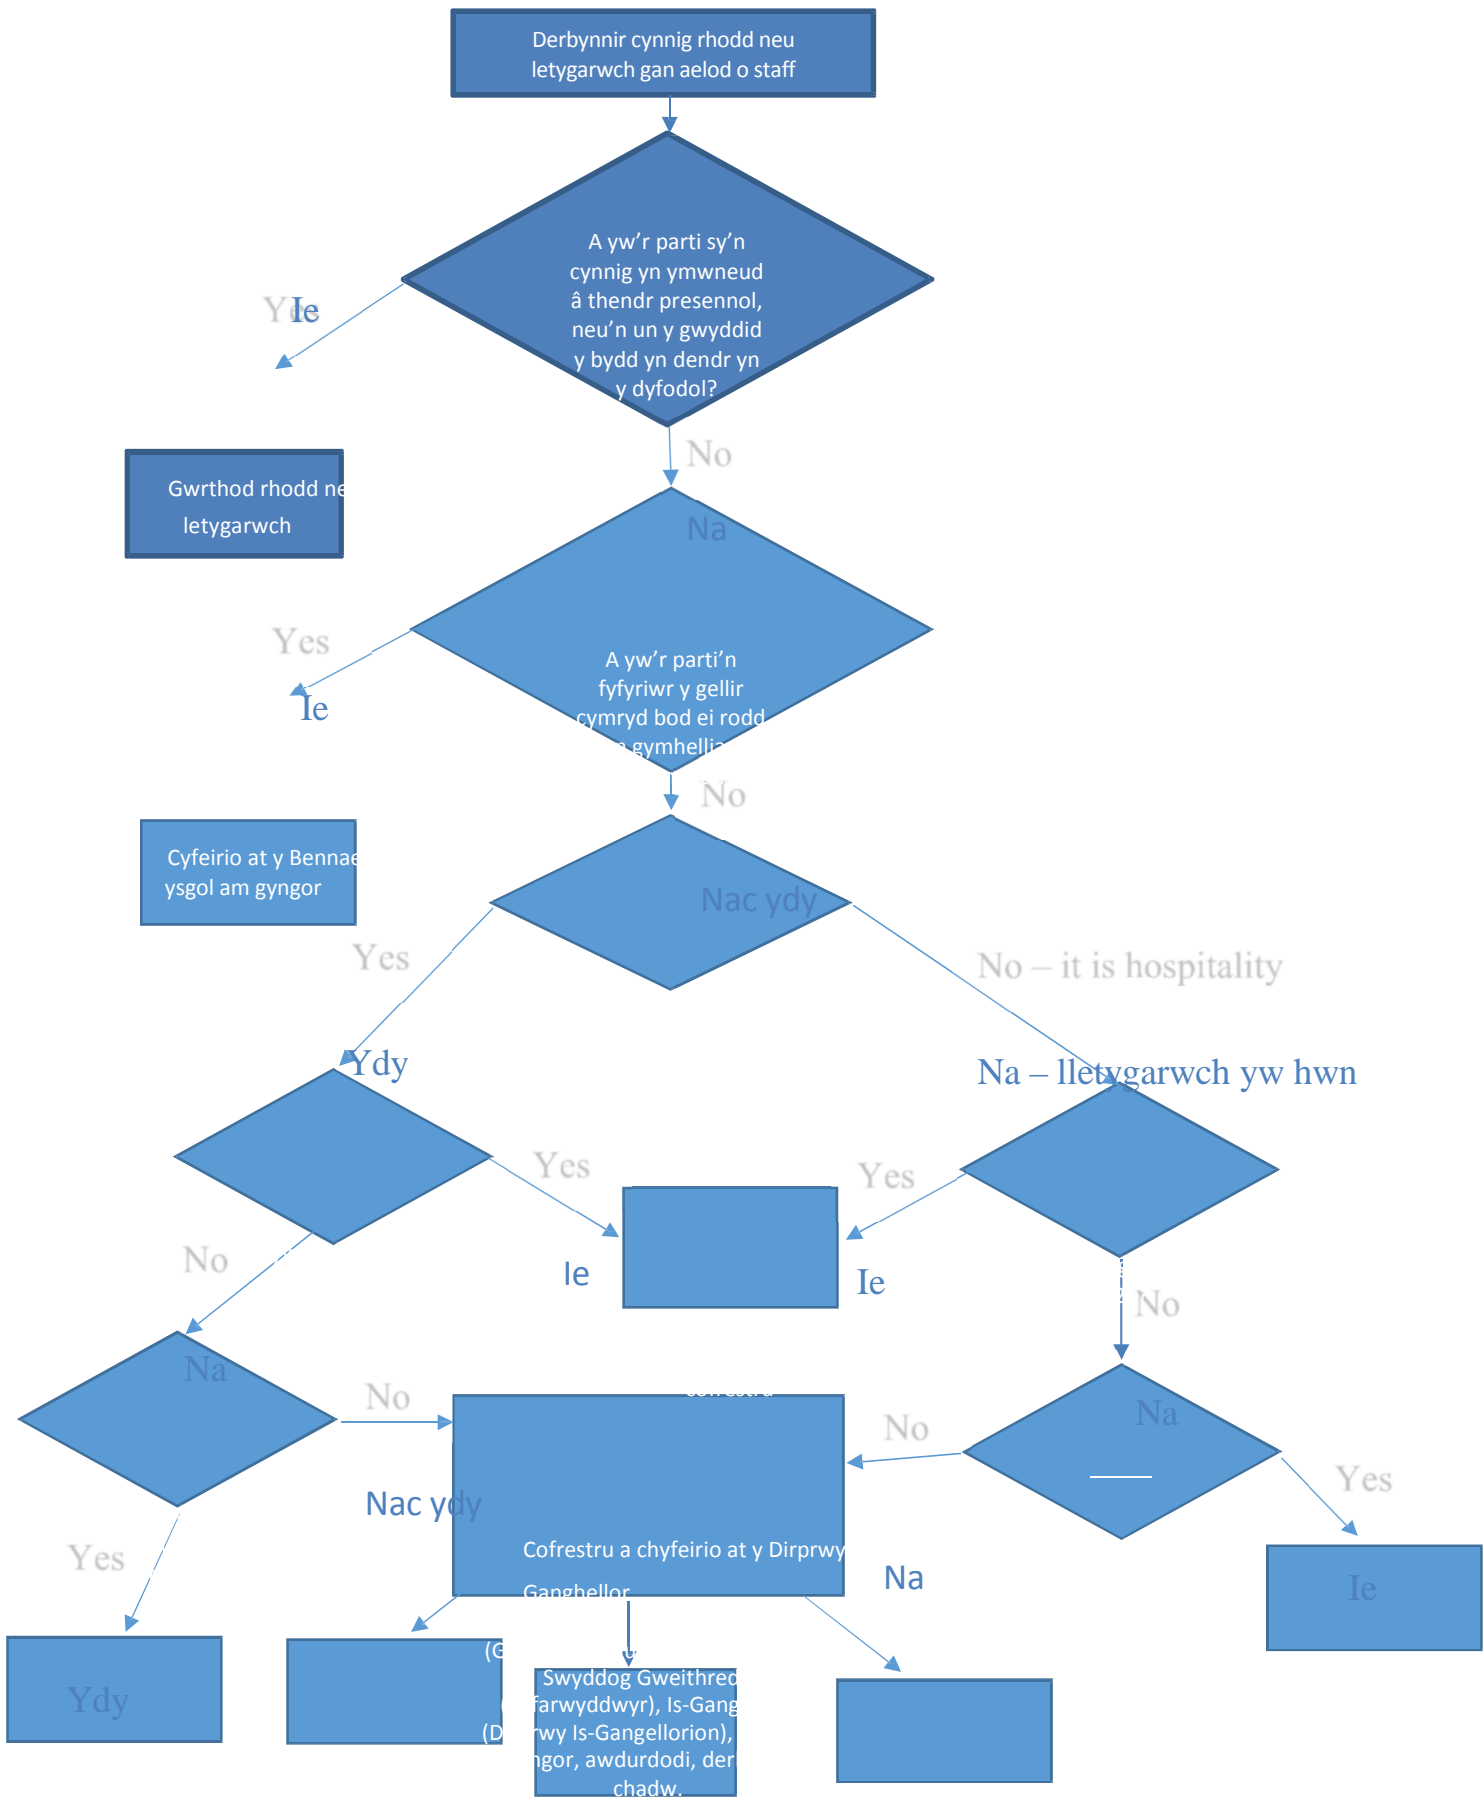 Derbynnir cynnig rhodd neu
letygarwch gan aelod o staff
A yw'r parti sy'n
cynnig yn ymwneud
â thendr presennol,
neu'n un y gwyddid
y bydd yn dendr yn
y dyfodol?
Yes
Ie
No
Gwrthod rhodd ne
letygarwch
Na
Yes
Ie
A yw'r parti'n
fyfyriwr y gellir
cymryd bod ei rodd
gymhellia
No
Cyfeirio at y Bennae
ysgol am gyngor
Nac ydy
Yes
No – it is hospitality
Ydy
Na – lletygarwch yw hwn
Yes
Yes
No
Ie
Ie
No
Na
No
cofrestru
Na
No
Yes
Nac ydy
Yes
Cofrestru a chyfeirio at y Dirprwy
Ganghellor
Na
Ie
(G
Swyddog Gweithred
farwyddwyr), Is-Gang
Ydy
(D rwy Is-Gangellorion),
ngor, awdurdodi, der
chadw.